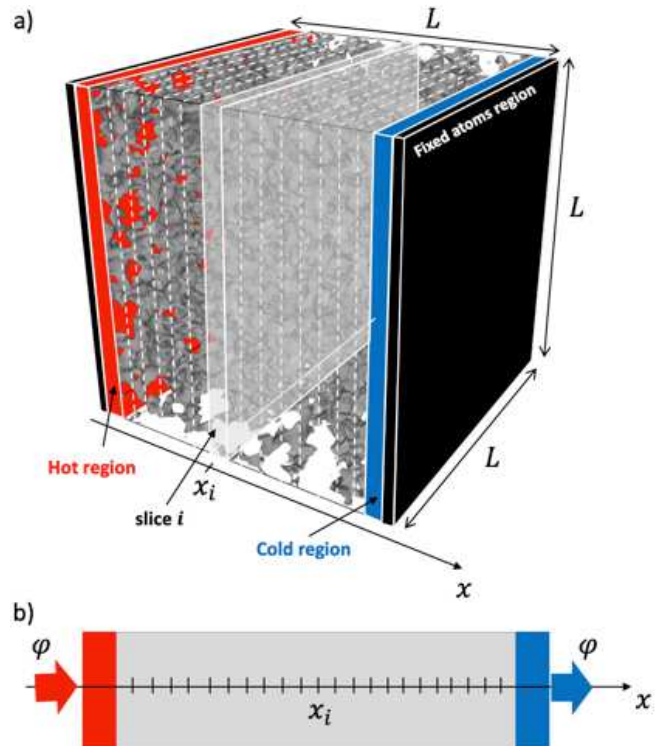 a)
L
Fixed atoms region
L
L
Hot region
x_i
slice i
Cold region
x
b)
φ
φ
x_i
x